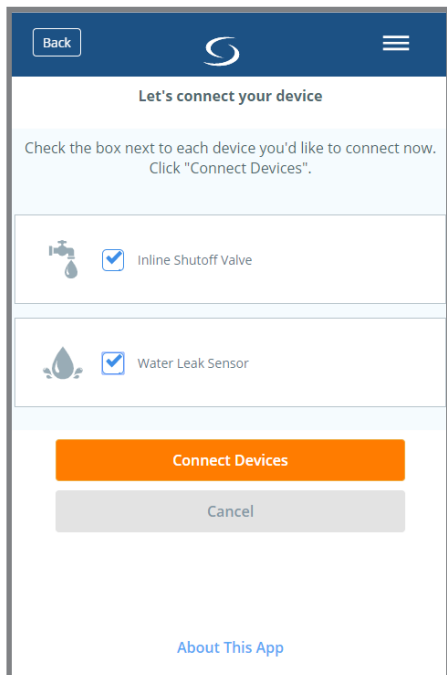 Back
Let's connect your device
Check the box next to each device you'd like to connect now.
Click "Connect Devices".
Inline Shutoff Valve
Water Leak Sensor
Connect Devices
Cancel
About This App